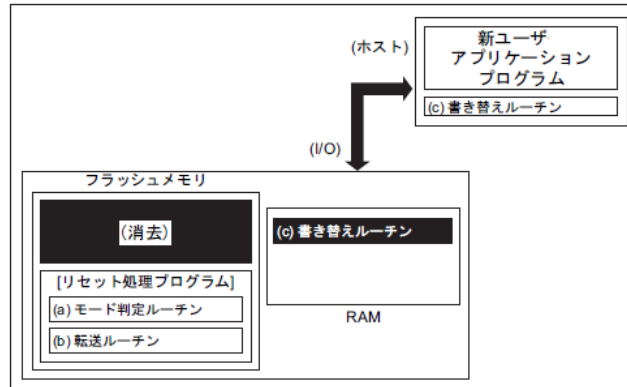 (ホスト)
新ユーザ
アプリケーション
プログラム
(c) 書き替えルーチン
(I/O)
フラッシュメモリ
(消去)
(c) 書き替えルーチン
[リセット処理プログラム]
(a) モード判定ルーチン
(b) 転送ルーチン
RAM